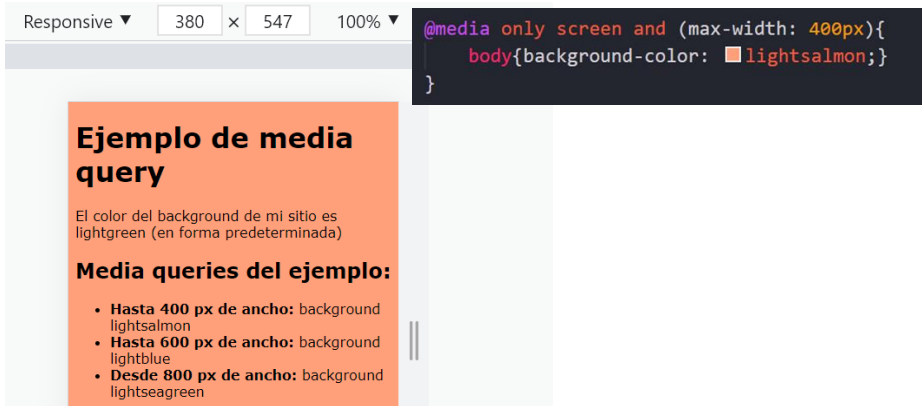 Responsive ▼ 380 × 547 100% ▼
@media only screen and (max-width: 400px){
body{background-color: lightsalmon;}
}
Ejemplo de media
query
El color del background de mi sitio es
lightgreen (en forma predeterminada)
Media queries del ejemplo:
• Hasta 400 px de ancho: background
lightsalmon
• Hasta 600 px de ancho: background
lightblue
• Desde 800 px de ancho: background
lightseagreen